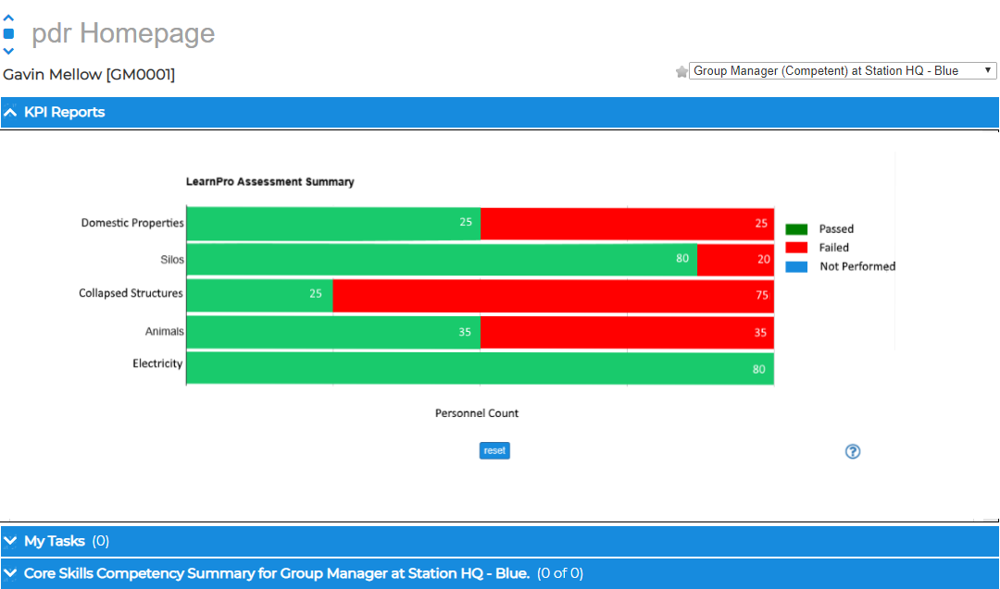 pdr Homepage
Gavin Mellow [GM0001]
Group Manager (Competent) at Station HQ - Blue
KPI Reports
LearnPro Assessment Summary
Domestic Properties 25 25
Silos 80 20
Collapsed Structures 25 75
Animals 35 35
Electricity 80
Passed
Failed
Not Performed
Personnel Count
reset
?
My Tasks (0)
Core Skills Competency Summary for Group Manager at Station HQ - Blue. (0 of 0)